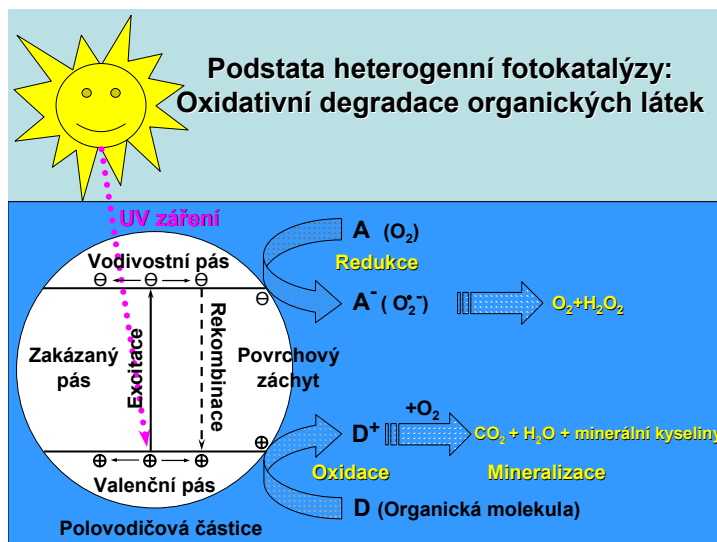 Podstata heterogenní fotokatalýzy:
Oxidativní degradace organických látek
UV záření
Vodivostní pás
⊖ ⊖ ⊖
⊖
Zakázaný
pás
Excitace
Rekombinace
Povrchový
záchyt
⊕
⊕ ⊕ ⊕
Valenční pás
Polovodičová částice
A (O₂)
Redukce
A⁻ (O₂•⁻)
O₂+H₂O₂
+O₂
D⁺
CO₂ + H₂O + minerální kyseliny
Oxidace
Mineralizace
D (Organická molekula)